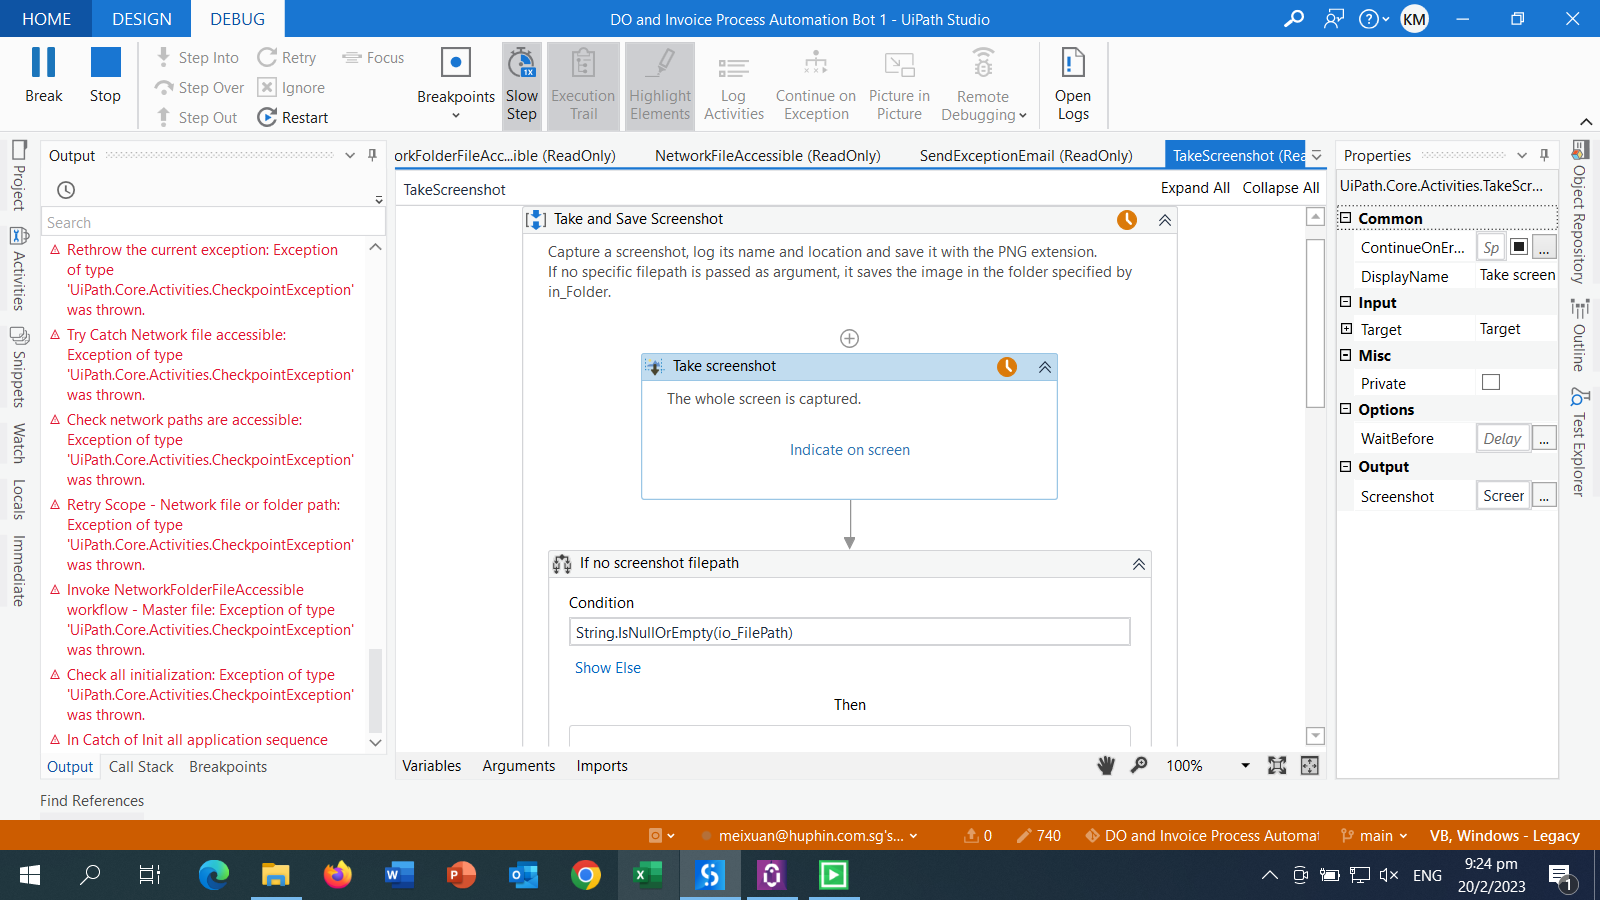 HOME
DESIGN
DEBUG
DO and Invoice Process Automation Bot 1 - UiPath Studio
KM
Break
Stop
Step Into
Step Over
Step Out
Retry
Ignore
Restart
Focus
Breakpoints
1X
Slow
Step
Execution
Trail
Highlight
Elements
Log
Activities
Continue on
Exception
Picture in
Picture
Remote
Debugging
Open
Logs
Project
Activities
Snippets
Watch
Locals
Immediate
Output
Search
Rethrow the current exception: Exception
of type
'UiPath.Core.Activities.CheckpointException'
was thrown.
Try Catch Network file accessible:
Exception of type
'UiPath.Core.Activities.CheckpointException'
was thrown.
Check network paths are accessible:
Exception of type
'UiPath.Core.Activities.CheckpointException'
was thrown.
Retry Scope - Network file or folder path:
Exception of type
'UiPath.Core.Activities.CheckpointException'
was thrown.
Invoke NetworkFolderFileAccessible
workflow - Master file: Exception of type
'UiPath.Core.Activities.CheckpointException'
was thrown.
Check all initialization: Exception of type
'UiPath.Core.Activities.CheckpointException'
was thrown.
In Catch of Init all application sequence
Output
Call Stack
Breakpoints
Find References
orkFolderFileAcc...ible (ReadOnly)
NetworkFileAccessible (ReadOnly)
SendExceptionEmail (ReadOnly)
TakeScreenshot (Rea
TakeScreenshot
Expand All
Collapse All
Take and Save Screenshot
Capture a screenshot, log its name and location and save it with the PNG extension.
If no specific filepath is passed as argument, it saves the image in the folder specified by
in_Folder.
Take screenshot
The whole screen is captured.
Indicate on screen
If no screenshot filepath
Condition
String.IsNullOrEmpty(io_FilePath)
Show Else
Then
Variables
Arguments
Imports
100%
Properties
UiPath.Core.Activities.TakeScr...
Common
ContinueOnEr...
Sp
...
DisplayName
Take screen
Input
Target
Target
Misc
Private
Options
WaitBefore
Delay
...
Output
Screenshot
Screer
...
Object Repository
Outline
Test Explorer
meixuan@huphin.com.sg's...
0
740
DO and Invoice Process Automat
main
VB, Windows - Legacy
ENG
9:24 pm
20/2/2023
1